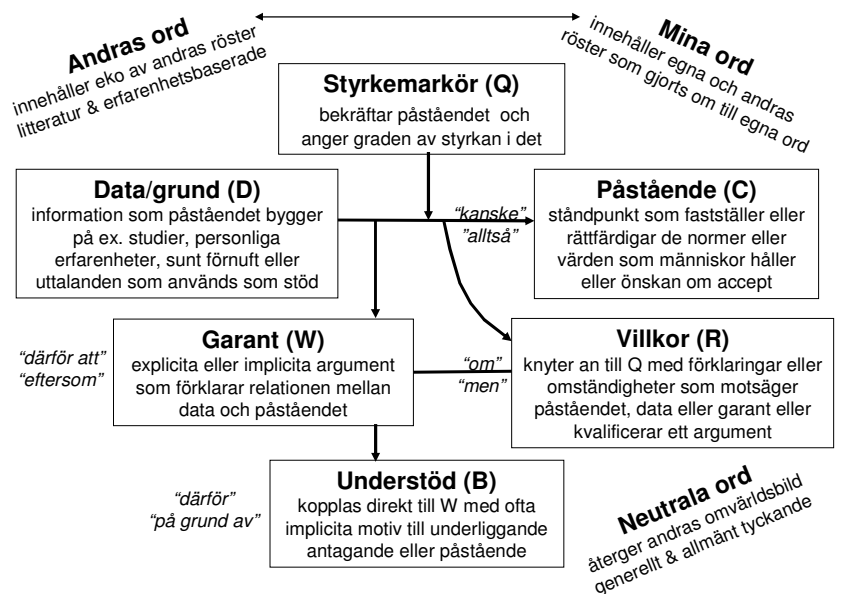 Andras ord
innehåller eko av andras röster
litteratur & erfarenhetsbaserade
Mina ord
innehåller egna och andras
röster som gjorts om till egna ord
Styrkemarkör (Q)
bekräftar påståendet och
anger graden av styrkan i det
Data/grund (D)
information som påståendet bygger
på ex. studier, personliga
erfarenheter, sunt förnuft eller
uttalanden som används som stöd
"kanske"
"alltså"
Påstående (C)
ståndpunkt som fastställer eller
rättfärdigar de normer eller
värden som människor håller
eller önskan om accept
"därför att"
"eftersom"
Garant (W)
explicita eller implicita argument
som förklarar relationen mellan
data och påståendet
"om"
"men"
Villkor (R)
knyter an till Q med förklaringar eller
omständigheter som motsäger
påståendet, data eller garant eller
kvalificerar ett argument
"därför"
"på grund av"
Understöd (B)
kopplas direkt till W med ofta
implicita motiv till underliggande
antagande eller påstående
Neutrala ord
återger andras omvärldsbild
generellt & allmänt tyckande